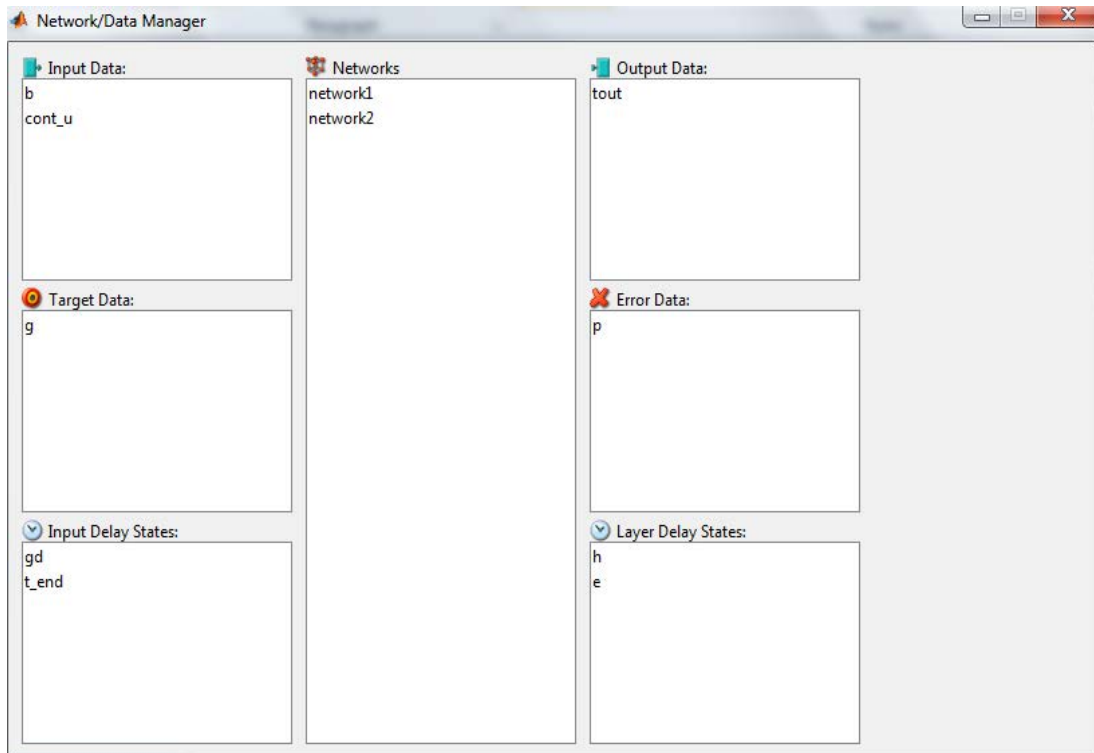 Network/Data Manager
Input Data:
b
cont_u
Networks
network1
network2
Output Data:
tout
Target Data:
g
Error Data:
p
Input Delay States:
gd
t_end
Layer Delay States:
h
e